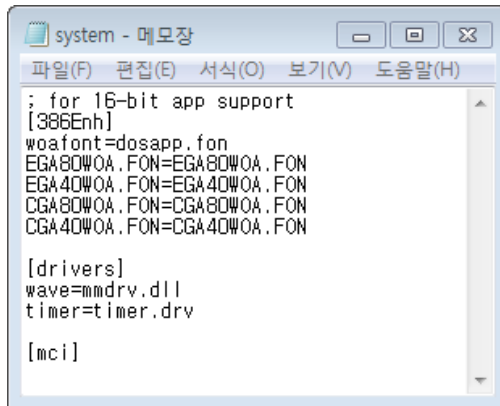 system - 메모장
파일(F) 편집(E) 서식(O) 보기(V) 도움말(H)
; for 16-bit app support
[386Enh]
woafont=dosapp.fon
EGA80WOA.FON=EGA80WOA.FON
EGA40WOA.FON=EGA40WOA.FON
CGA80WOA.FON=CGA80WOA.FON
CGA40WOA.FON=CGA40WOA.FON
[drivers]
wave=mmdrv.dll
timer=timer.drv
[mci]